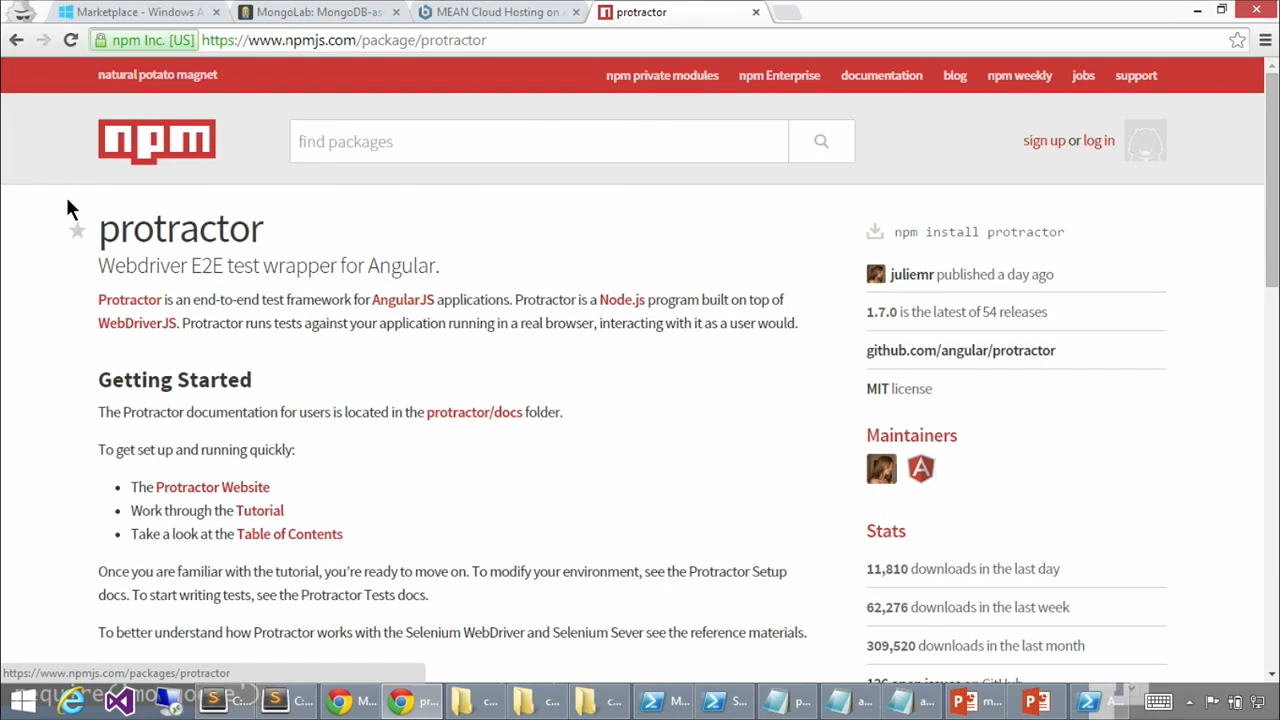 Marketplace - Windows A
MongoLab: MongoDB-as-
MEAN Cloud Hosting on A
protractor
npm Inc. [US]
https://www.npmjs.com/package/protractor
natural potato magnet
npm private modules
npm Enterprise
documentation
blog
npm weekly
jobs
support
npm
find packages
sign up or log in
protractor
Webdriver E2E test wrapper for Angular.
Protractor is an end-to-end test framework for AngularJS applications. Protractor is a Node.js program built on top of
WebDriverJS. Protractor runs tests against your application running in a real browser, interacting with it as a user would.
Getting Started
The Protractor documentation for users is located in the protractor/docs folder.
To get set up and running quickly:
• The Protractor Website
• Work through the Tutorial
• Take a look at the Table of Contents
Once you are familiar with the tutorial, you're ready to move on. To modify your environment, see the Protractor Setup
docs. To start writing tests, see the Protractor Tests docs.
To better understand how Protractor works with the Selenium WebDriver and Selenium Sever see the reference materials.
npm install protractor
juliemr published a day ago
1.7.0 is the latest of 54 releases
github.com/angular/protractor
MIT license
Maintainers
Stats
11,810 downloads in the last day
62,276 downloads in the last week
309,520 downloads in the last month
https://www.npmjs.com/packages/protractor
C...
C...
M...
pr...
c...
c...
c...
M...
S...
p...
a...
a...
m...